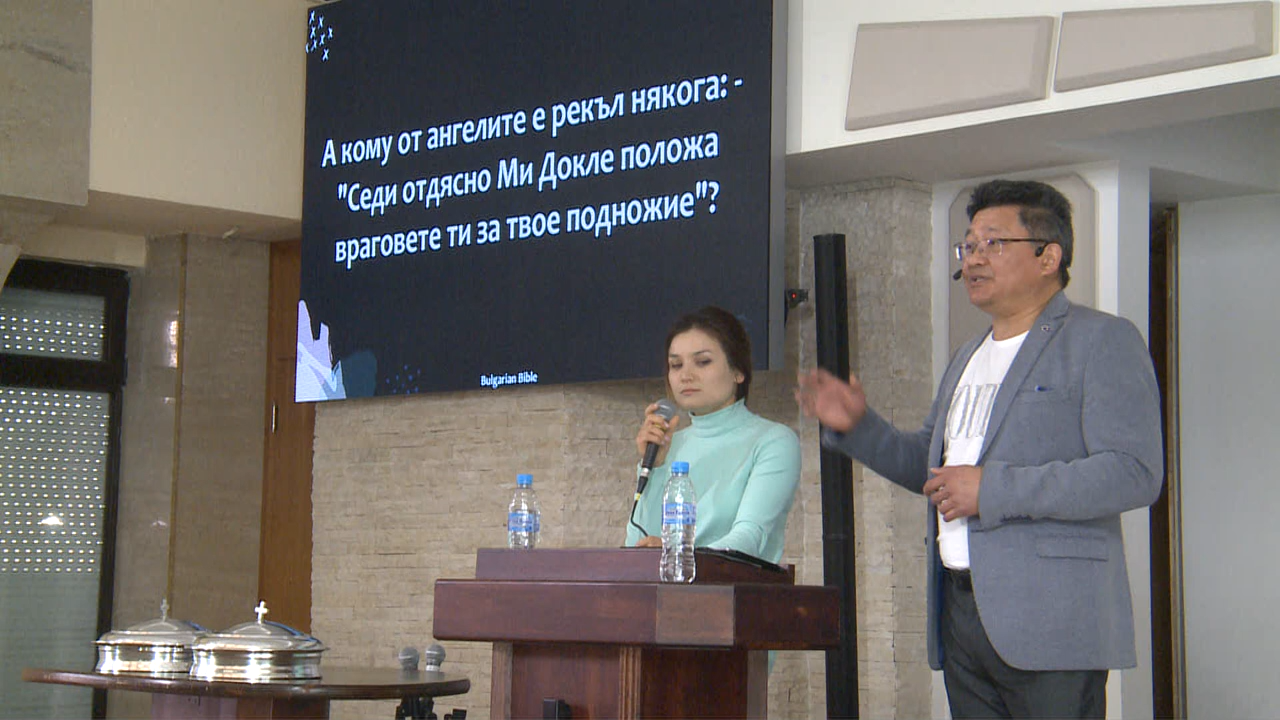 А кому от ангелите е рекъл някога: -
"Седи отдясно Ми Докле положа
враговете ти за твое подножие"?
Bulgarian Bible